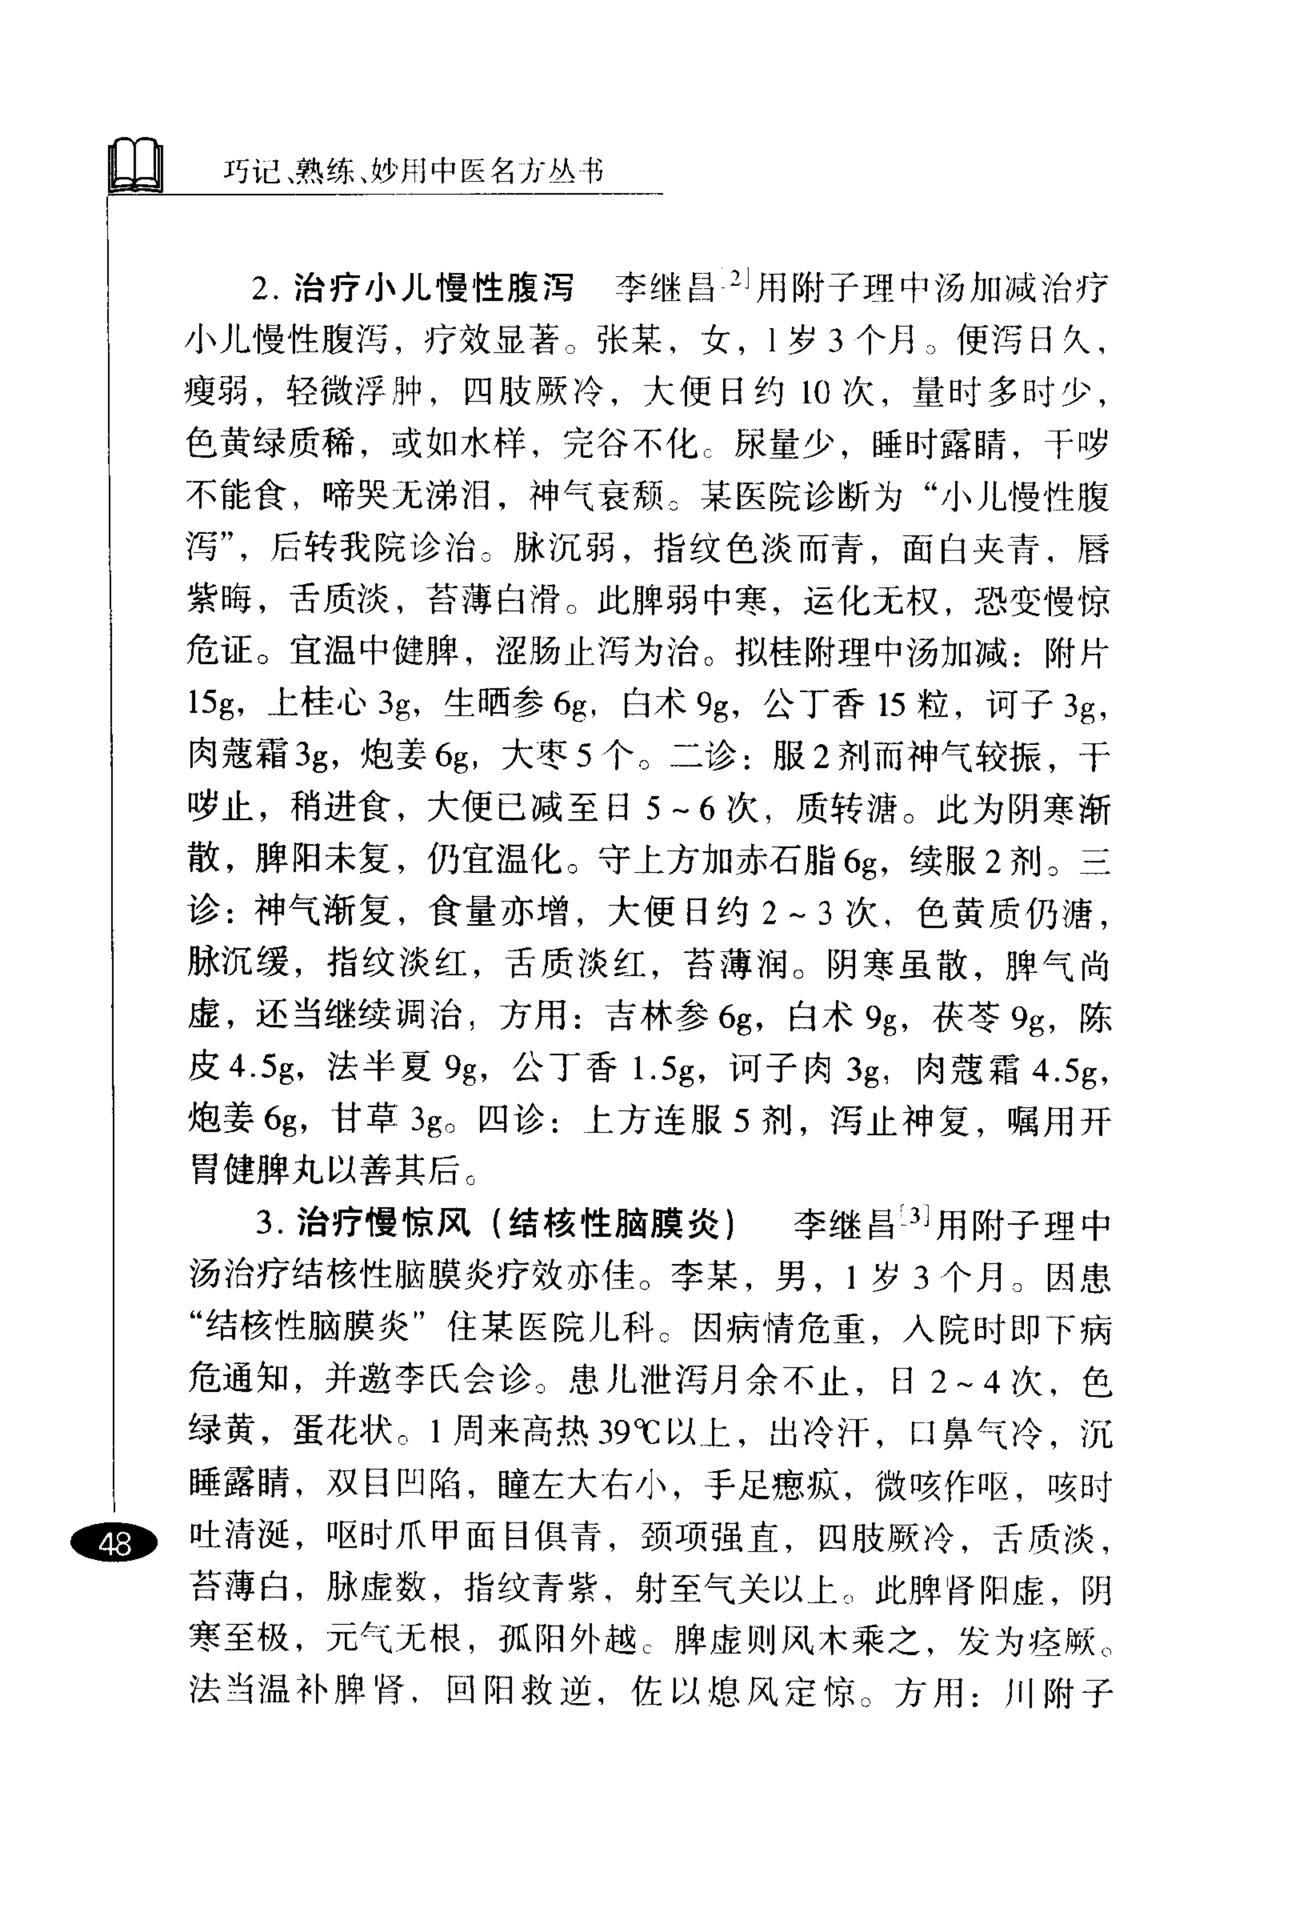 巧记、熟练、妙用中医名方丛书
2. 治疗小儿慢性腹泻　李继昌[2]用附子理中汤加减治疗
小儿慢性腹泻，疗效显著。张某，女，1岁3个月。便泻日久，
瘦弱，轻微浮肿，四肢厥冷，大便日约10次，量时多时少，
色黄绿质稀，或如水样，完谷不化。尿量少，睡时露睛，干哕
不能食，啼哭无涕泪，神气衰颓。某医院诊断为“小儿慢性腹
泻”，后转我院诊治。脉沉弱，指纹色淡而青，面白夹青，唇
紫晦，舌质淡，苔薄白滑。此脾弱中寒，运化无权，恐变慢惊
危证。宜温中健脾，涩肠止泻为治。拟桂附理中汤加减：附片
15g，上桂心3g，生晒参6g，白术9g，公丁香15粒，诃子3g，
肉蔻霜3g，炮姜6g，大枣5个。二诊：服2剂而神气较振，干
哕止，稍进食，大便已减至日5~6次，质转溏。此为阴寒渐
散，脾阳未复，仍宜温化。守上方加赤石脂6g，续服2剂。三
诊：神气渐复，食量亦增，大便日约2~3次，色黄质仍溏，
脉沉缓，指纹淡红，舌质淡红，苔薄润。阴寒虽散，脾气尚
虚，还当继续调治，方用：吉林参6g，白术9g，茯苓9g，陈
皮4.5g，法半夏9g，公丁香1.5g，诃子肉3g，肉蔻霜4.5g，
炮姜6g，甘草3g。四诊：上方连服5剂，泻止神复，嘱用开
胃健脾丸以善其后。
3. 治疗慢惊风（结核性脑膜炎）　李继昌[3]用附子理中
汤治疗结核性脑膜炎疗效亦佳。李某，男，1岁3个月。因患
“结核性脑膜炎”住某医院儿科。因病情危重，入院时即下病
危通知，并邀李氏会诊。患儿泄泻月余不止，日2~4次，色
绿黄，蛋花状。1周来高热39℃以上，出冷汗，口鼻气冷，沉
睡露睛，双目凹陷，瞳左大右小，手足瘛疭，微咳作呕，咳时
吐清涎，呕时爪甲面目俱青，颈项强直，四肢厥冷，舌质淡，
苔薄白，脉虚数，指纹青紫，射至气关以上。此脾肾阳虚，阴
寒至极，元气无根，孤阳外越。脾虚则风木乘之，发为痉厥。
法当温补脾肾，回阳救逆，佐以熄风定惊。方用：川附子
48